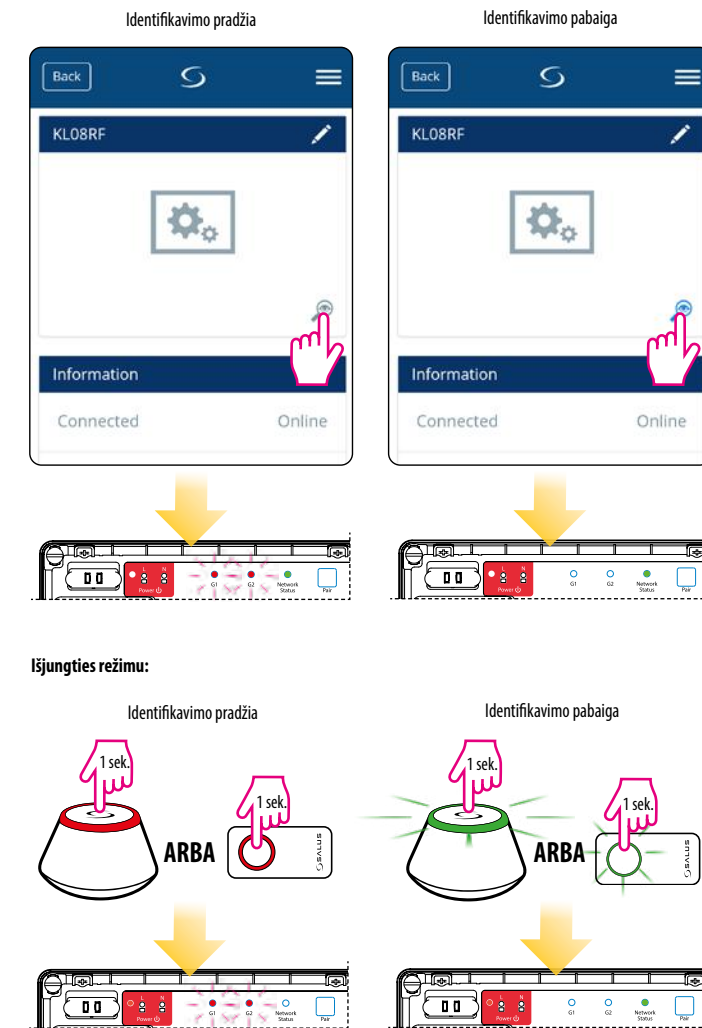 Identifikavimo pradžia
Identifikavimo pabaiga
Back
KL08RF
Information
Connected Online
Back
KL08RF
Information
Connected Online
L N
Power
G1
G2
Network
Status
Pair
L N
Power
G1
G2
Network
Status
Pair
Išjungties režimu:
Identifikavimo pradžia
Identifikavimo pabaiga
1 sek.
ARBA
1 sek.
SALUS
1 sek.
ARBA
1 sek.
SALUS
L N
Power
G1
G2
Network
Status
Pair
L N
Power
G1
G2
Network
Status
Pair